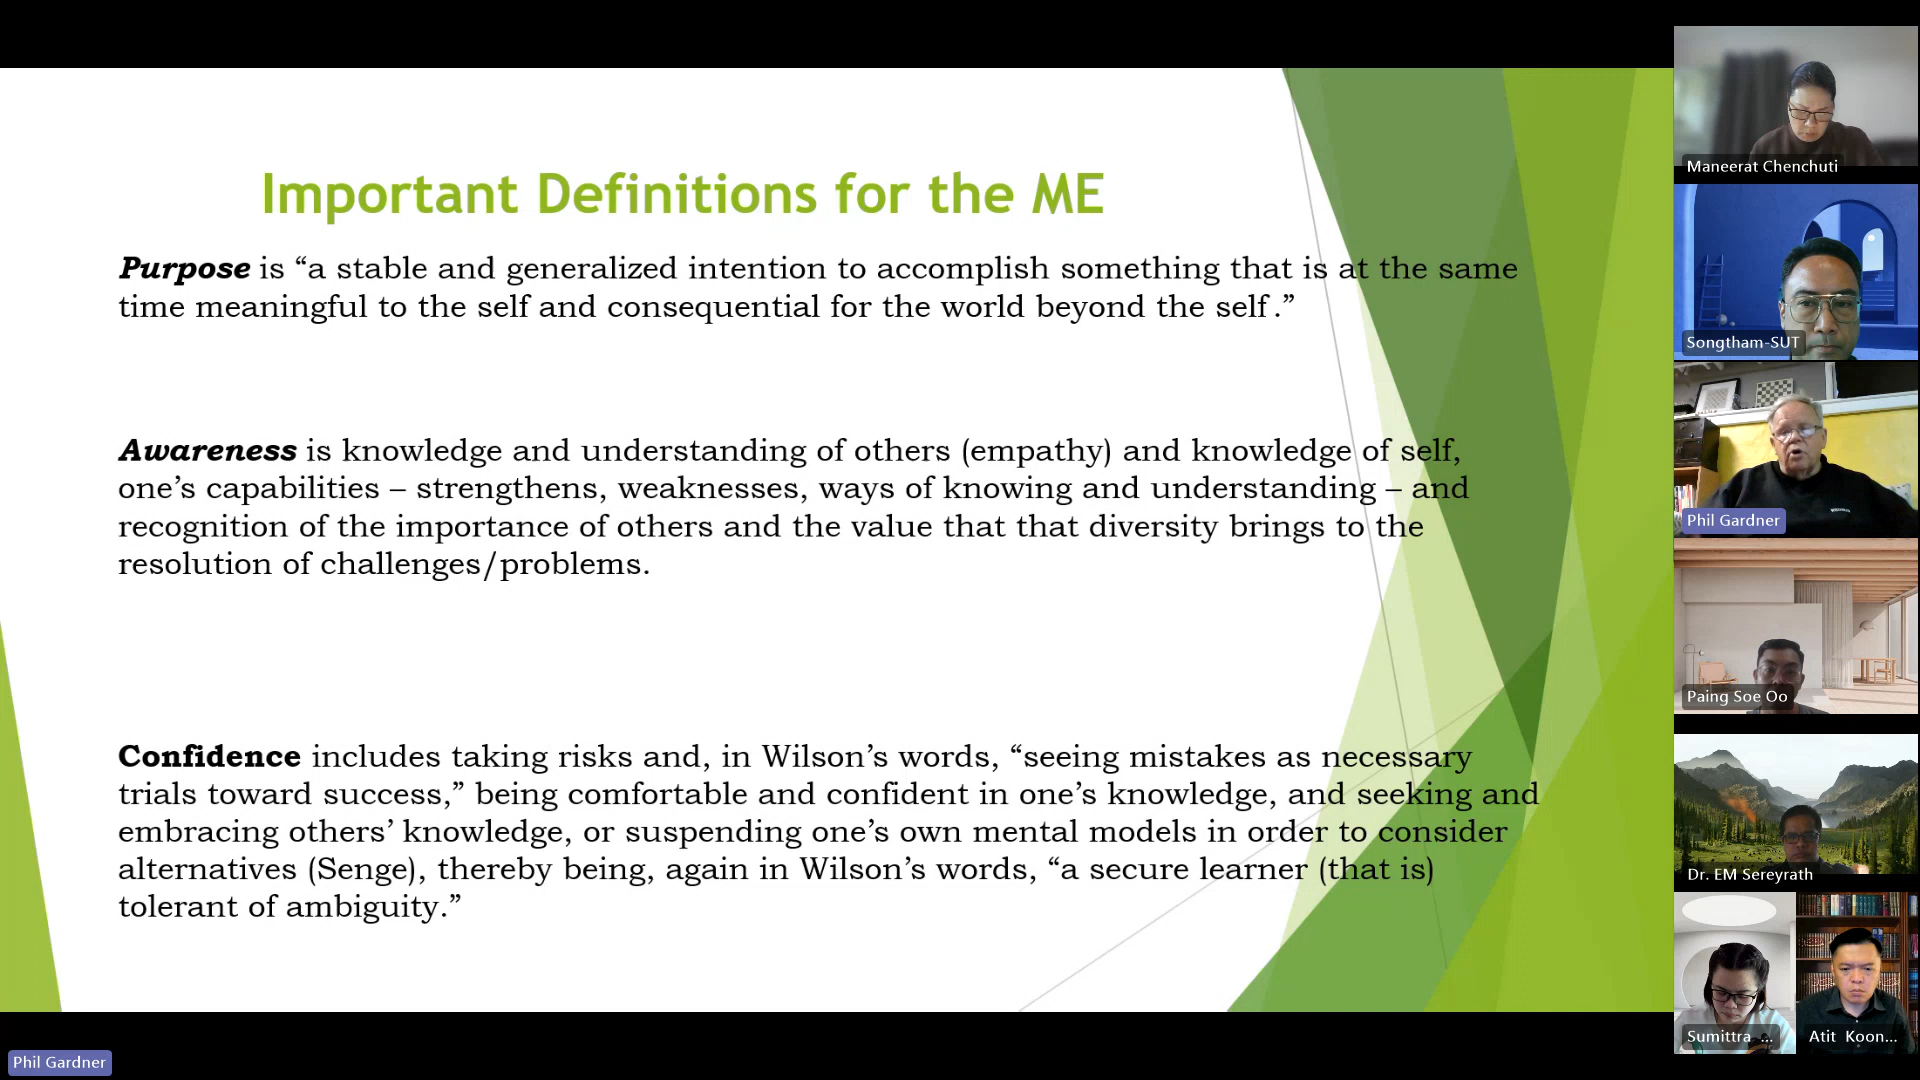 Important Definitions for the ME
Purpose is “a stable and generalized intention to accomplish something that is at the same
time meaningful to the self and consequential for the world beyond the self.”
Awareness is knowledge and understanding of others (empathy) and knowledge of self,
one’s capabilities – strengthens, weaknesses, ways of knowing and understanding – and
recognition of the importance of others and the value that that diversity brings to the
resolution of challenges/problems.
Confidence includes taking risks and, in Wilson’s words, “seeing mistakes as necessary
trials toward success,” being comfortable and confident in one’s knowledge, and seeking and
embracing others’ knowledge, or suspending one’s own mental models in order to consider
alternatives (Senge), thereby being, again in Wilson’s words, “a secure learner (that is)
tolerant of ambiguity.”
Maneerat Chenchuti
Songtham-SUT
Phil Gardner
Paing Soe Oo
Dr. EM Sereyrath
Sumittra ...
Atit Koon...
Phil Gardner